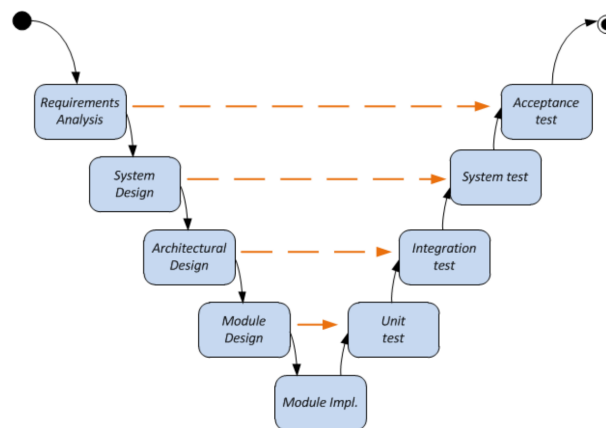 Requirements
Analysis
Acceptance
test
System
Design
System test
Architectural
Design
Integration
test
Module
Design
Unit
test
Module Impl.